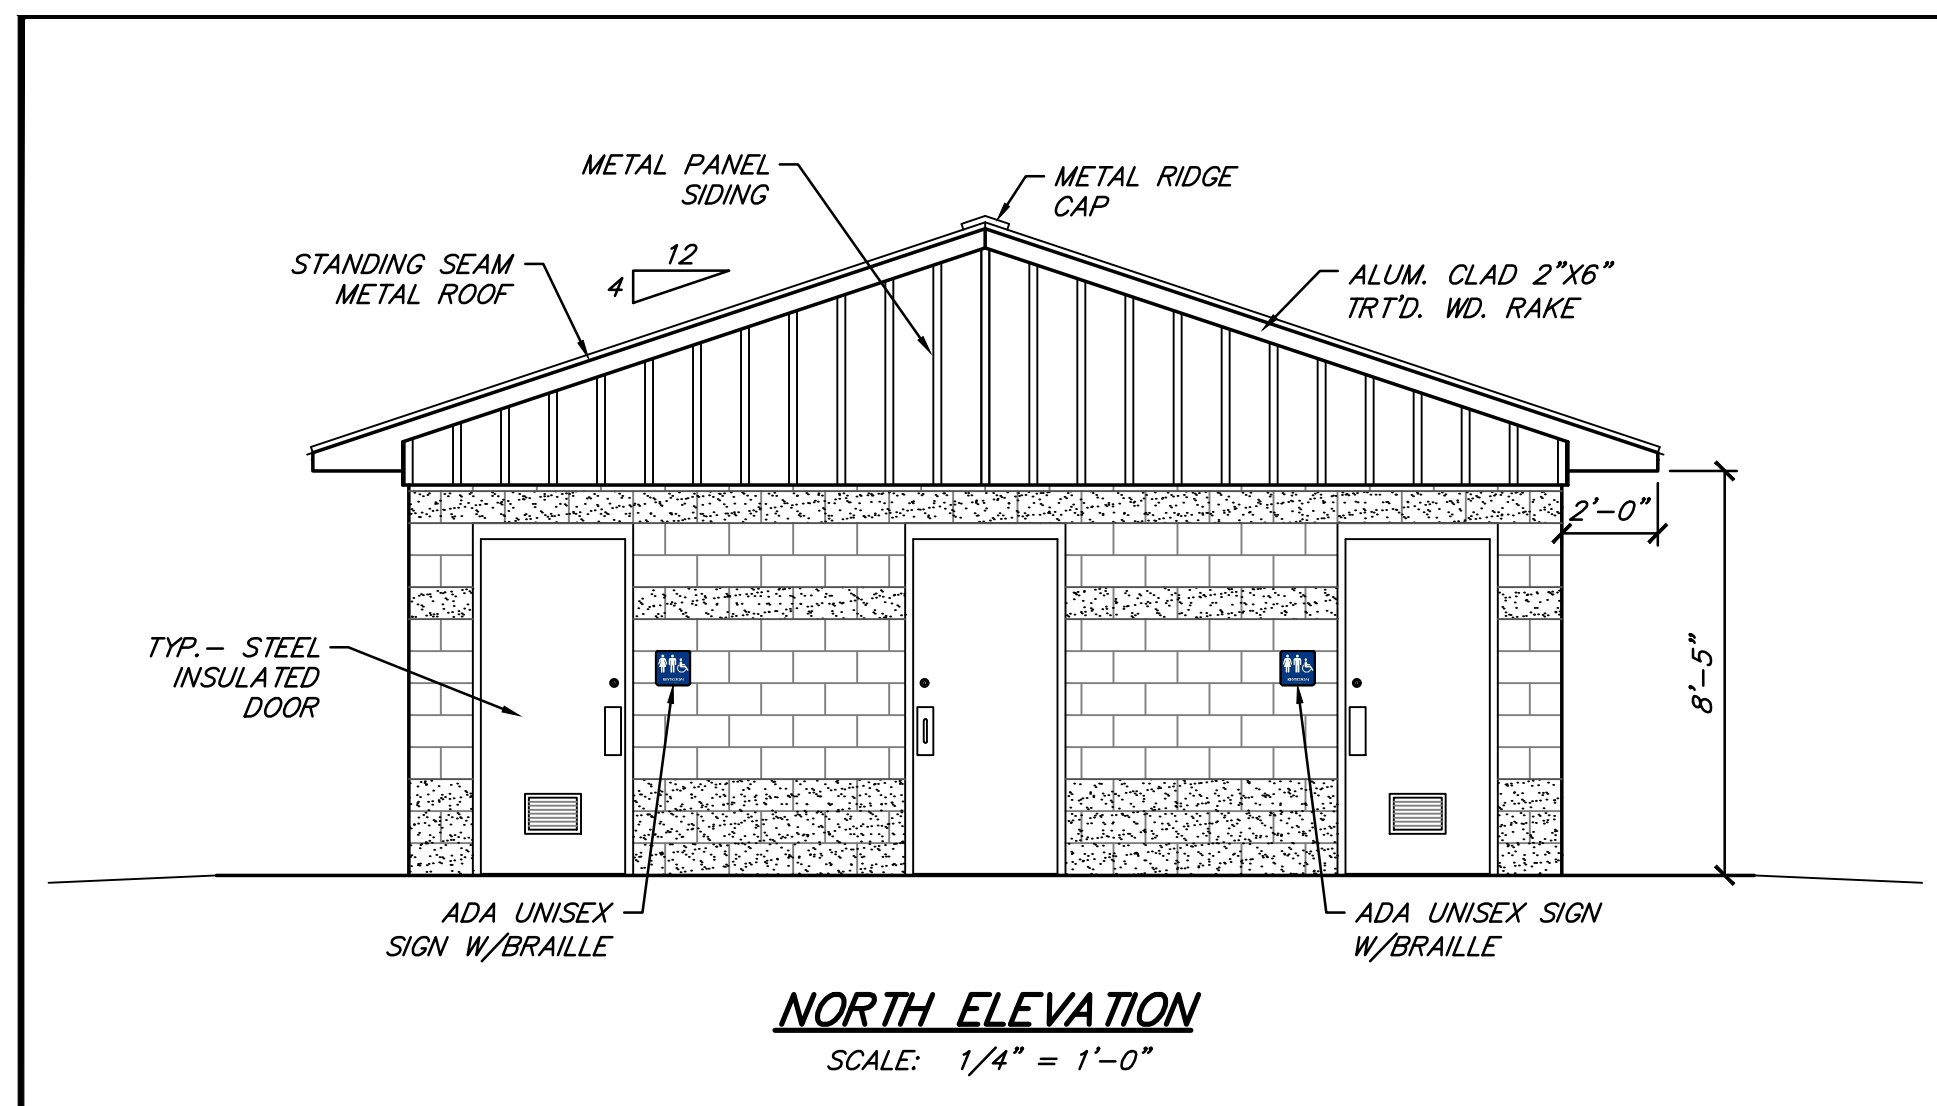 METAL PANEL
SIDING
METAL RIDGE
CAP
12
4
STANDING SEAM
METAL ROOF
ALUM. CLAD 2"X6"
TRT'D. WD. RAKE
2'-0"
8'-5"
TYP.- STEEL
INSULATED
DOOR
ADA UNISEX
SIGN W/BRAILLE
ADA UNISEX SIGN
W/BRAILLE
NORTH ELEVATION
SCALE: 1/4" = 1'-0"